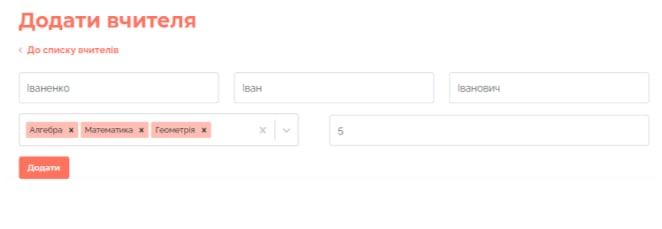 Додати вчителя
‹ До списку вчителів
Іваненко Іван Іванович
Алгебра × Математика × Геометрія × × 5
Додати